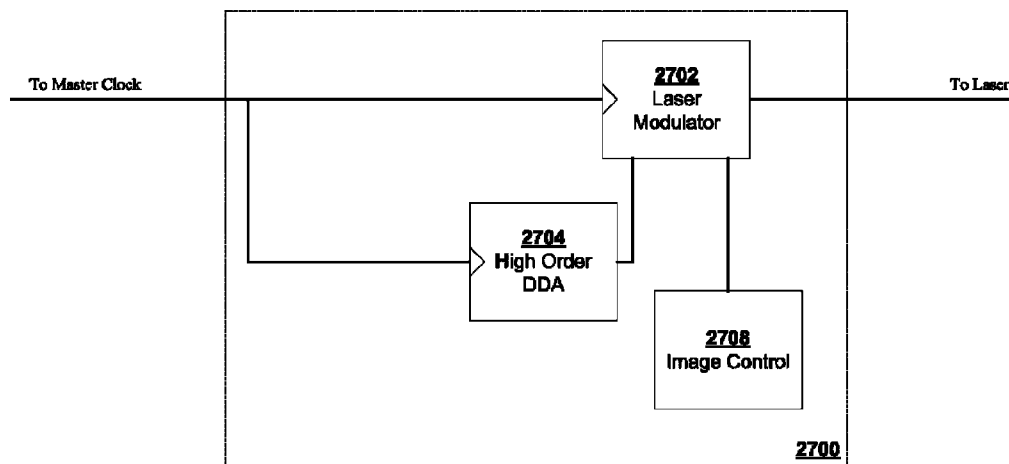 To Master Clock
2702
Laser
Modulator
To Laser
2704
High Order
DDA
2708
Image Control
2700